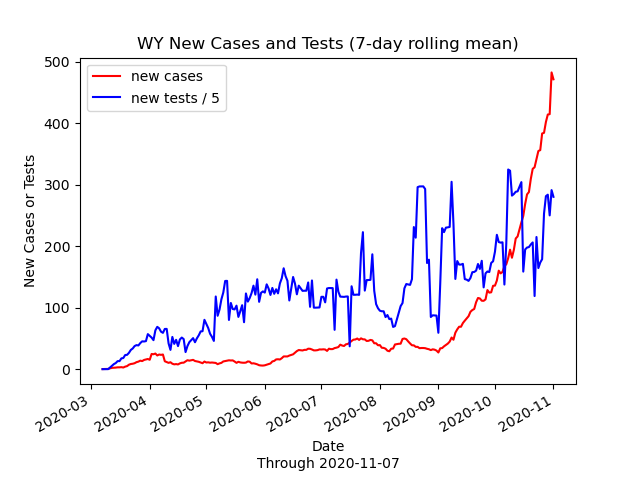 WY New Cases and Tests (7-day rolling mean)
new cases
new tests / 5
New Cases or Tests
500
400
300
200
100
0
2020-03
2020-04
2020-05
2020-06
2020-07
2020-08
2020-09
2020-10
2020-11
Date
Through 2020-11-07